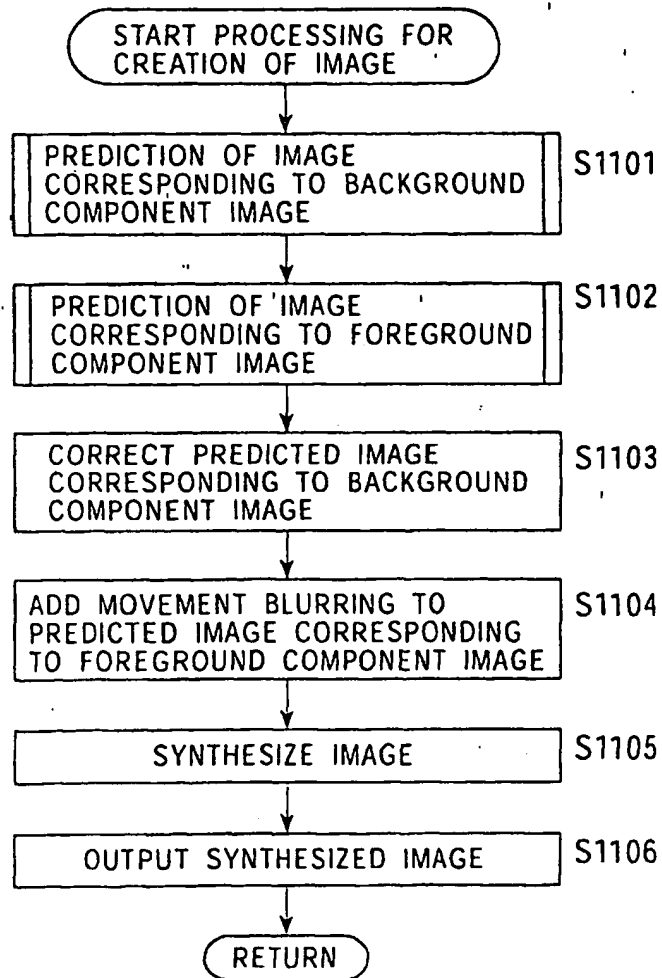 START PROCESSING FOR
CREATION OF IMAGE
PREDICTION OF IMAGE
CORRESPONDING TO BACKGROUND
COMPONENT IMAGE
S1101
PREDICTION OF IMAGE
CORRESPONDING TO FOREGROUND
COMPONENT IMAGE
S1102
CORRECT PREDICTED IMAGE
CORRESPONDING TO BACKGROUND
COMPONENT IMAGE
S1103
ADD MOVEMENT BLURRING TO
PREDICTED IMAGE CORRESPONDING
TO FOREGROUND COMPONENT IMAGE
S1104
SYNTHESIZE IMAGE
S1105
OUTPUT SYNTHESIZED IMAGE
S1106
RETURN